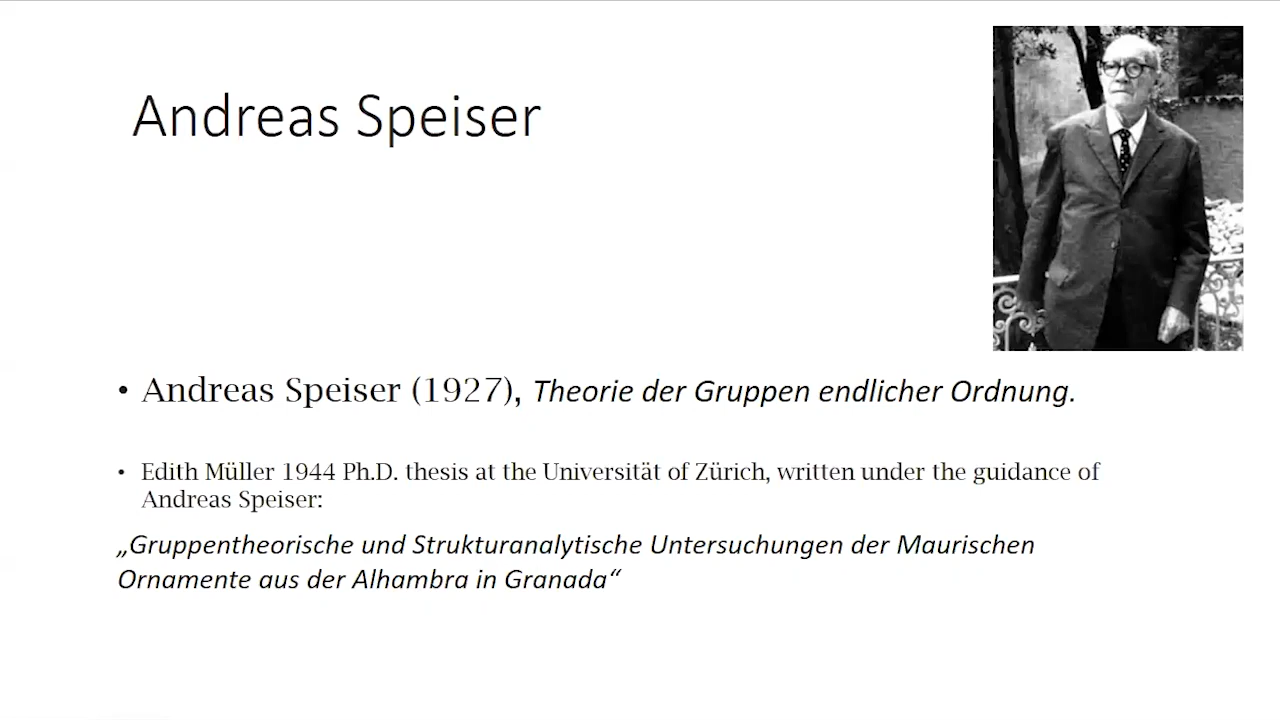 Andreas Speiser
• Andreas Speiser (1927), Theorie der Gruppen endlicher Ordnung.
• Edith Müller 1944 Ph.D. thesis at the Universität of Zürich, written under the guidance of
Andreas Speiser:
„Gruppentheorische und Strukturanalytische Untersuchungen der Maurischen
Ornamente aus der Alhambra in Granada“